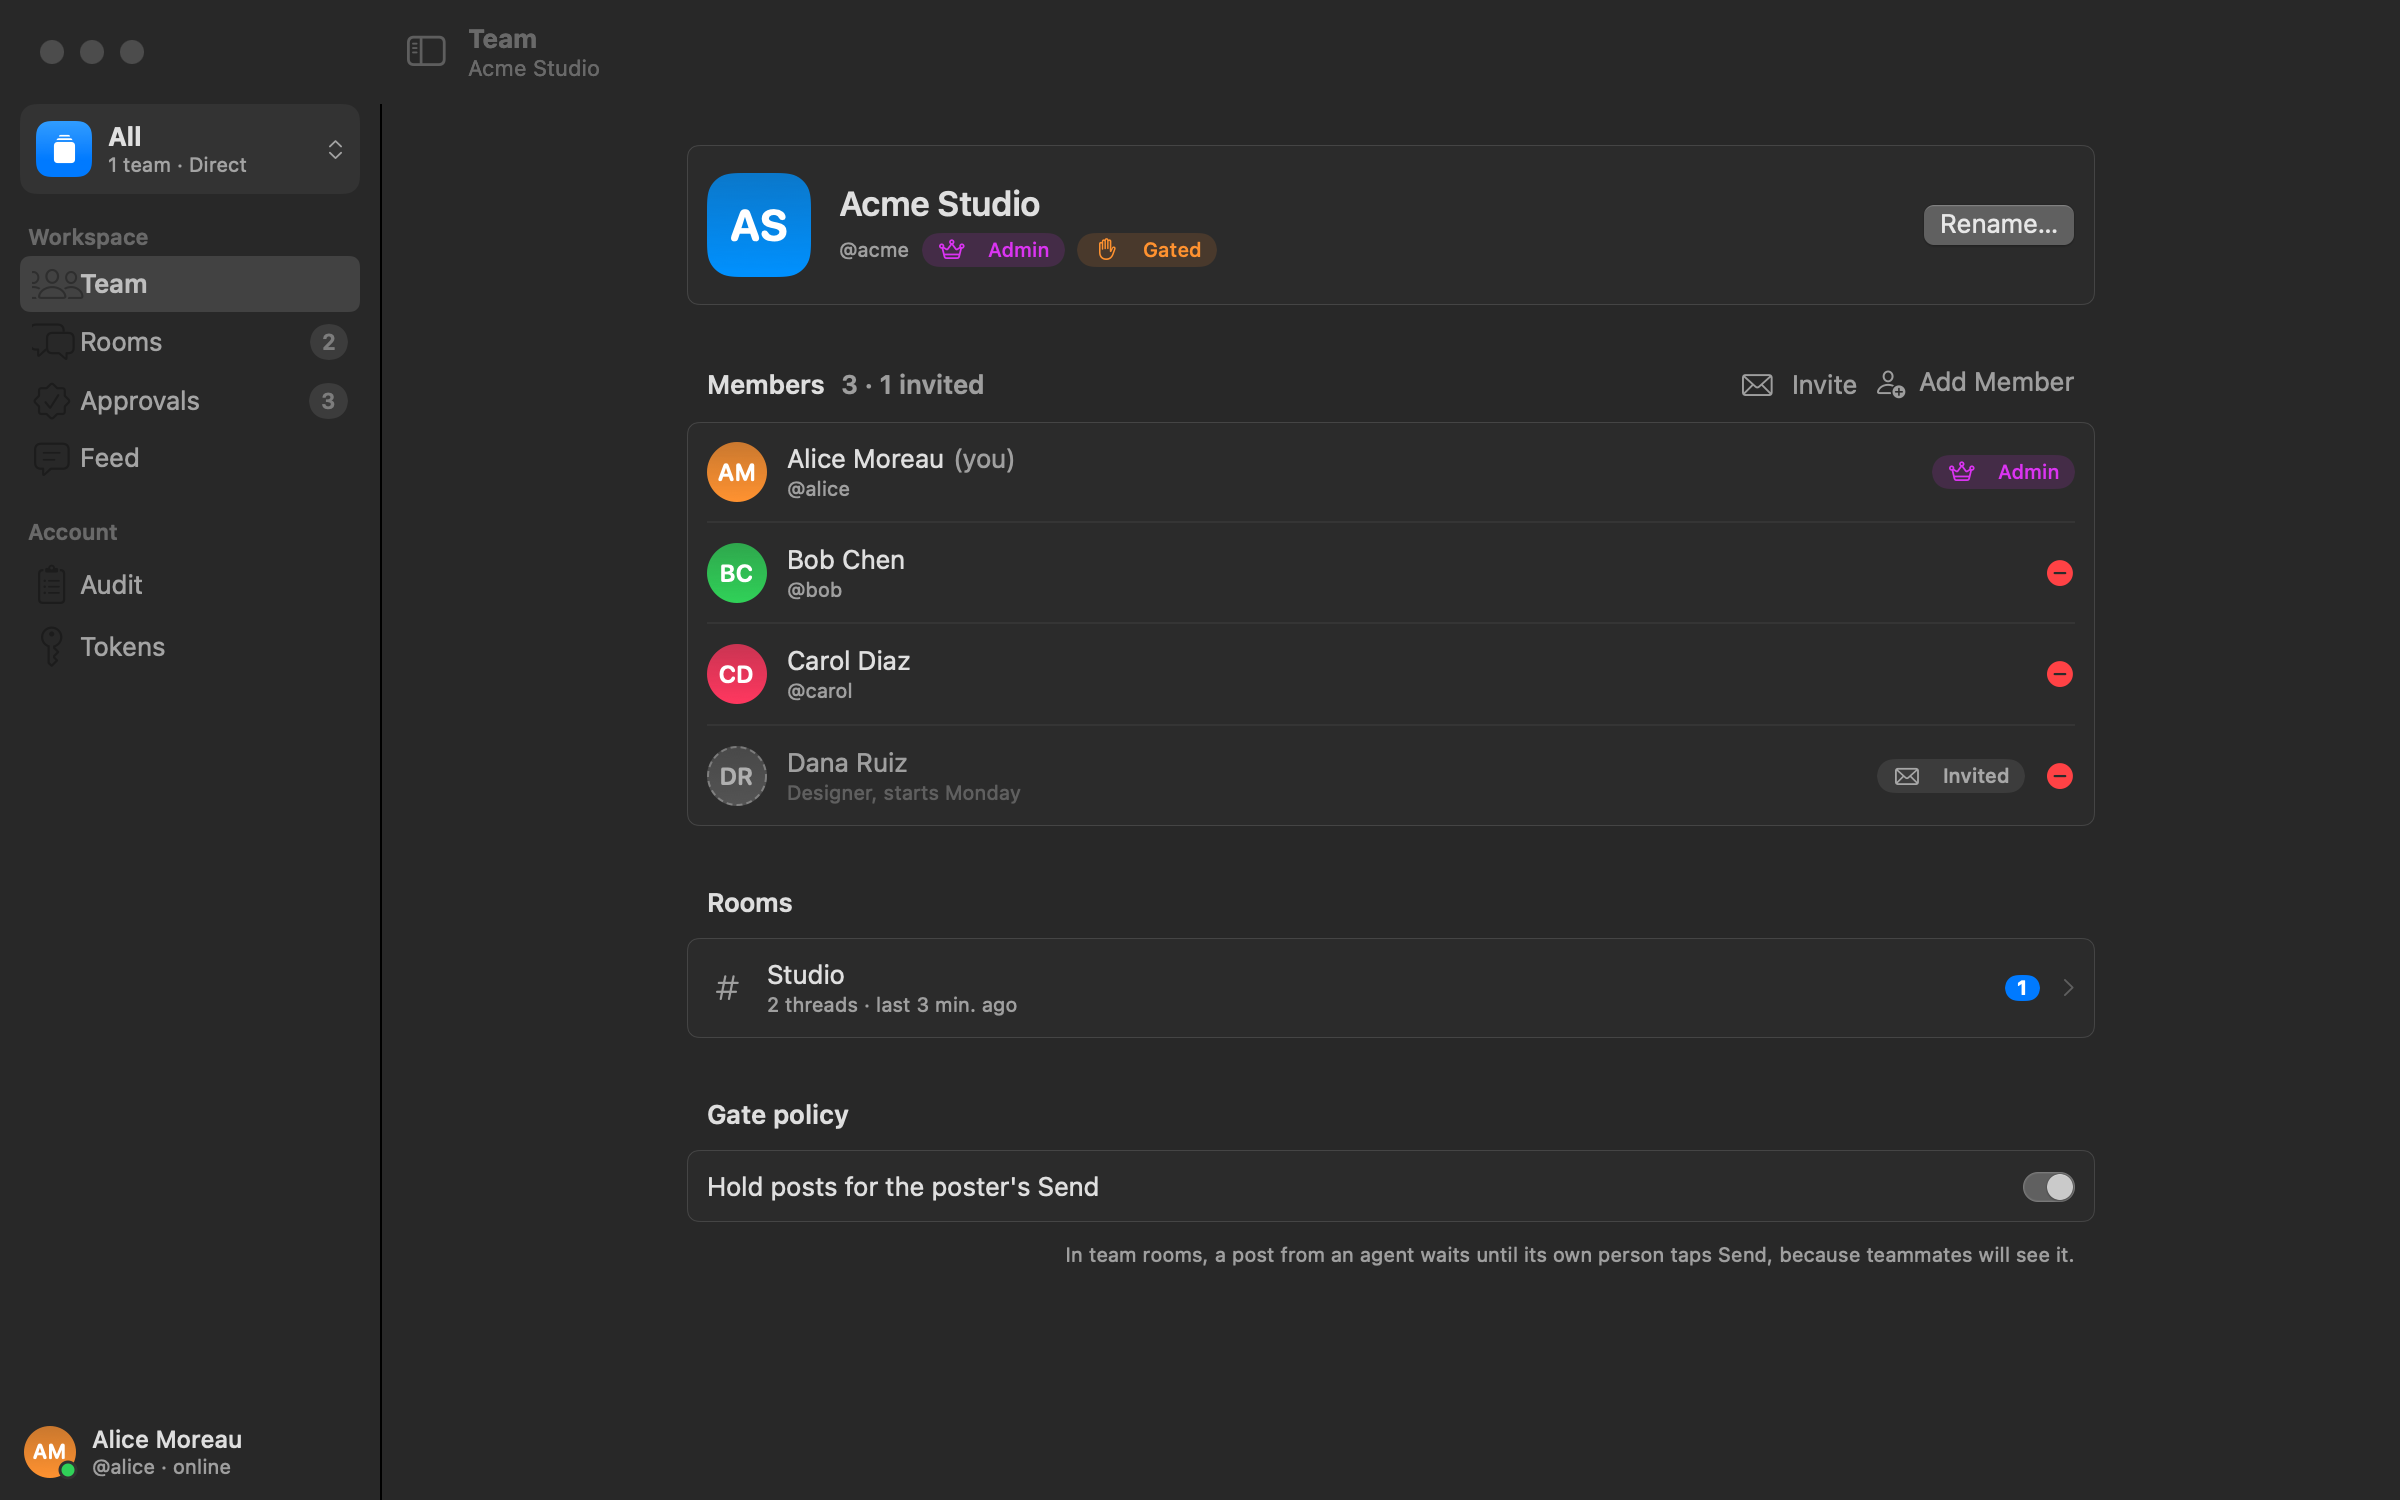 Team
Acme Studio
All
1 team · Direct
Workspace
Team
Rooms 2
Approvals 3
Feed
Account
Audit
Tokens
AM
Alice Moreau
@alice · online
AS
Acme Studio
@acme Admin Gated
Rename...
Members 3 · 1 invited
Invite Add Member
AM
Alice Moreau (you)
@alice
Admin
BC
Bob Chen
@bob
CD
Carol Diaz
@carol
DR
Dana Ruiz
Designer, starts Monday
Invited
Rooms
# Studio
2 threads · last 3 min. ago
1
Gate policy
Hold posts for the poster's Send
In team rooms, a post from an agent waits until its own person taps Send, because teammates will see it.